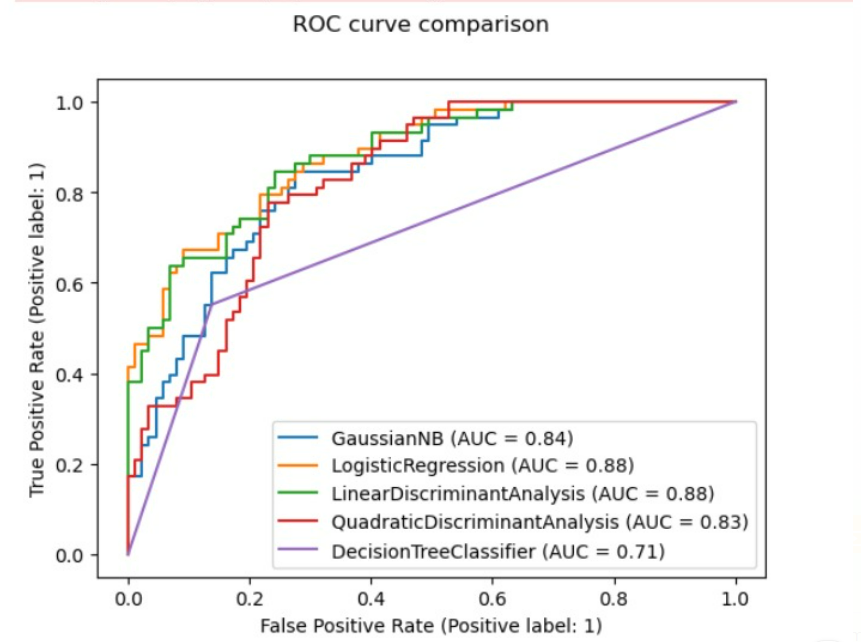 ROC curve comparison
1.0
0.8
0.6
0.4
0.2
0.0
True Positive Rate (Positive label: 1)
GaussianNB (AUC = 0.84)
LogisticRegression (AUC = 0.88)
LinearDiscriminantAnalysis (AUC = 0.88)
QuadraticDiscriminantAnalysis (AUC = 0.83)
DecisionTreeClassifier (AUC = 0.71)
0.0 0.2 0.4 0.6 0.8 1.0
False Positive Rate (Positive label: 1)